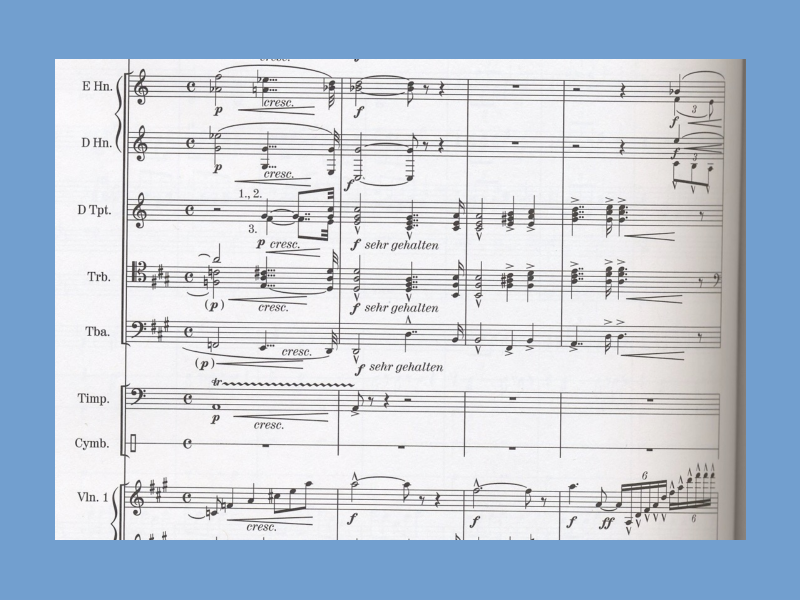 cresc.
E Hn.
cresc.
p
f
f
3
D Hn.
p
cresc.
f
f
3
1., 2.
D Tpt.
3.
p cresc.
f sehr gehalten
Trb.
(p)
cresc.
f sehr gehalten
Tba.
cresc.
(p)
f sehr gehalten
tr
Timp.
p
cresc.
Cymb.
6
Vln. 1
cresc.
f
f
f
ff
6